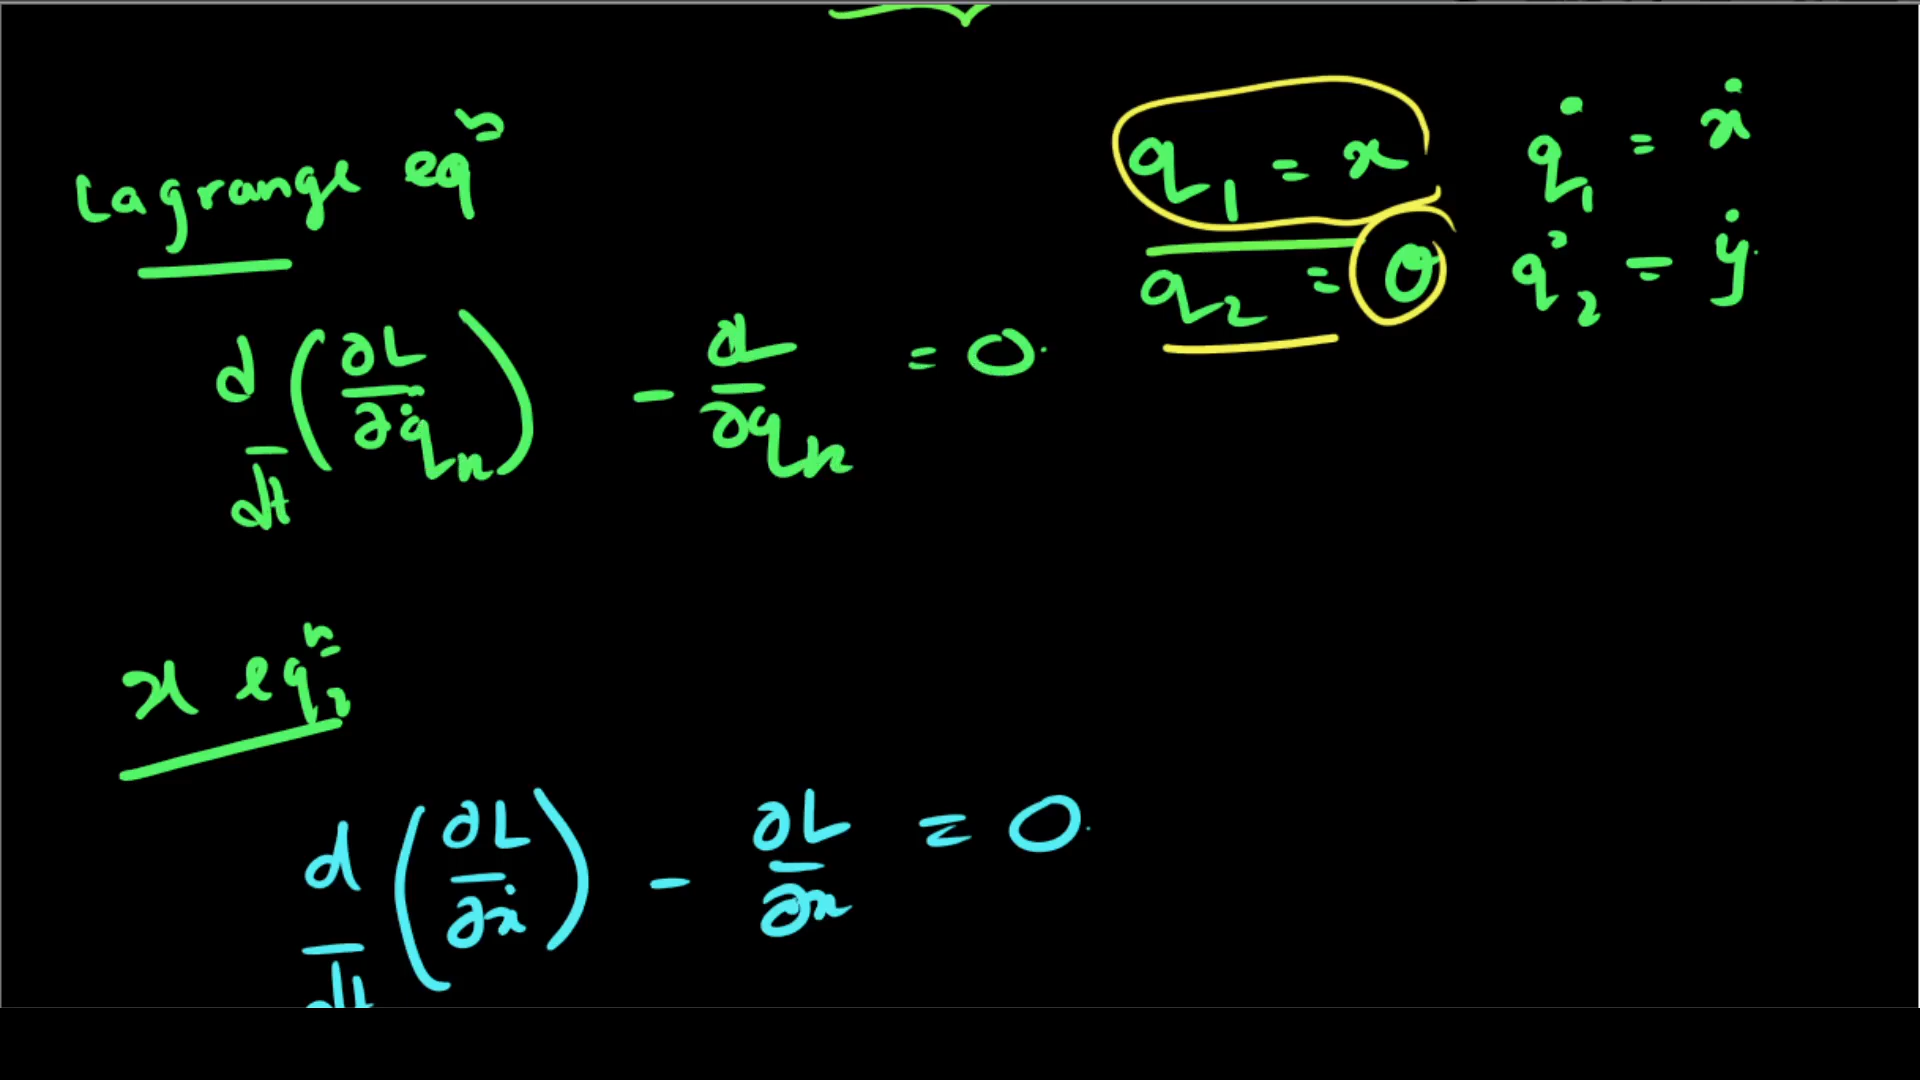 Lagrange eqⁿ
q₁ = x q̇₁ = ẋ
q₂ = θ q̇₂ = ẏ
d/dt (∂L/∂q̇ₙ) - ∂L/∂qₙ = 0
x eqⁿ,
d/dt (∂L/∂ẋ) - ∂L/∂x = 0